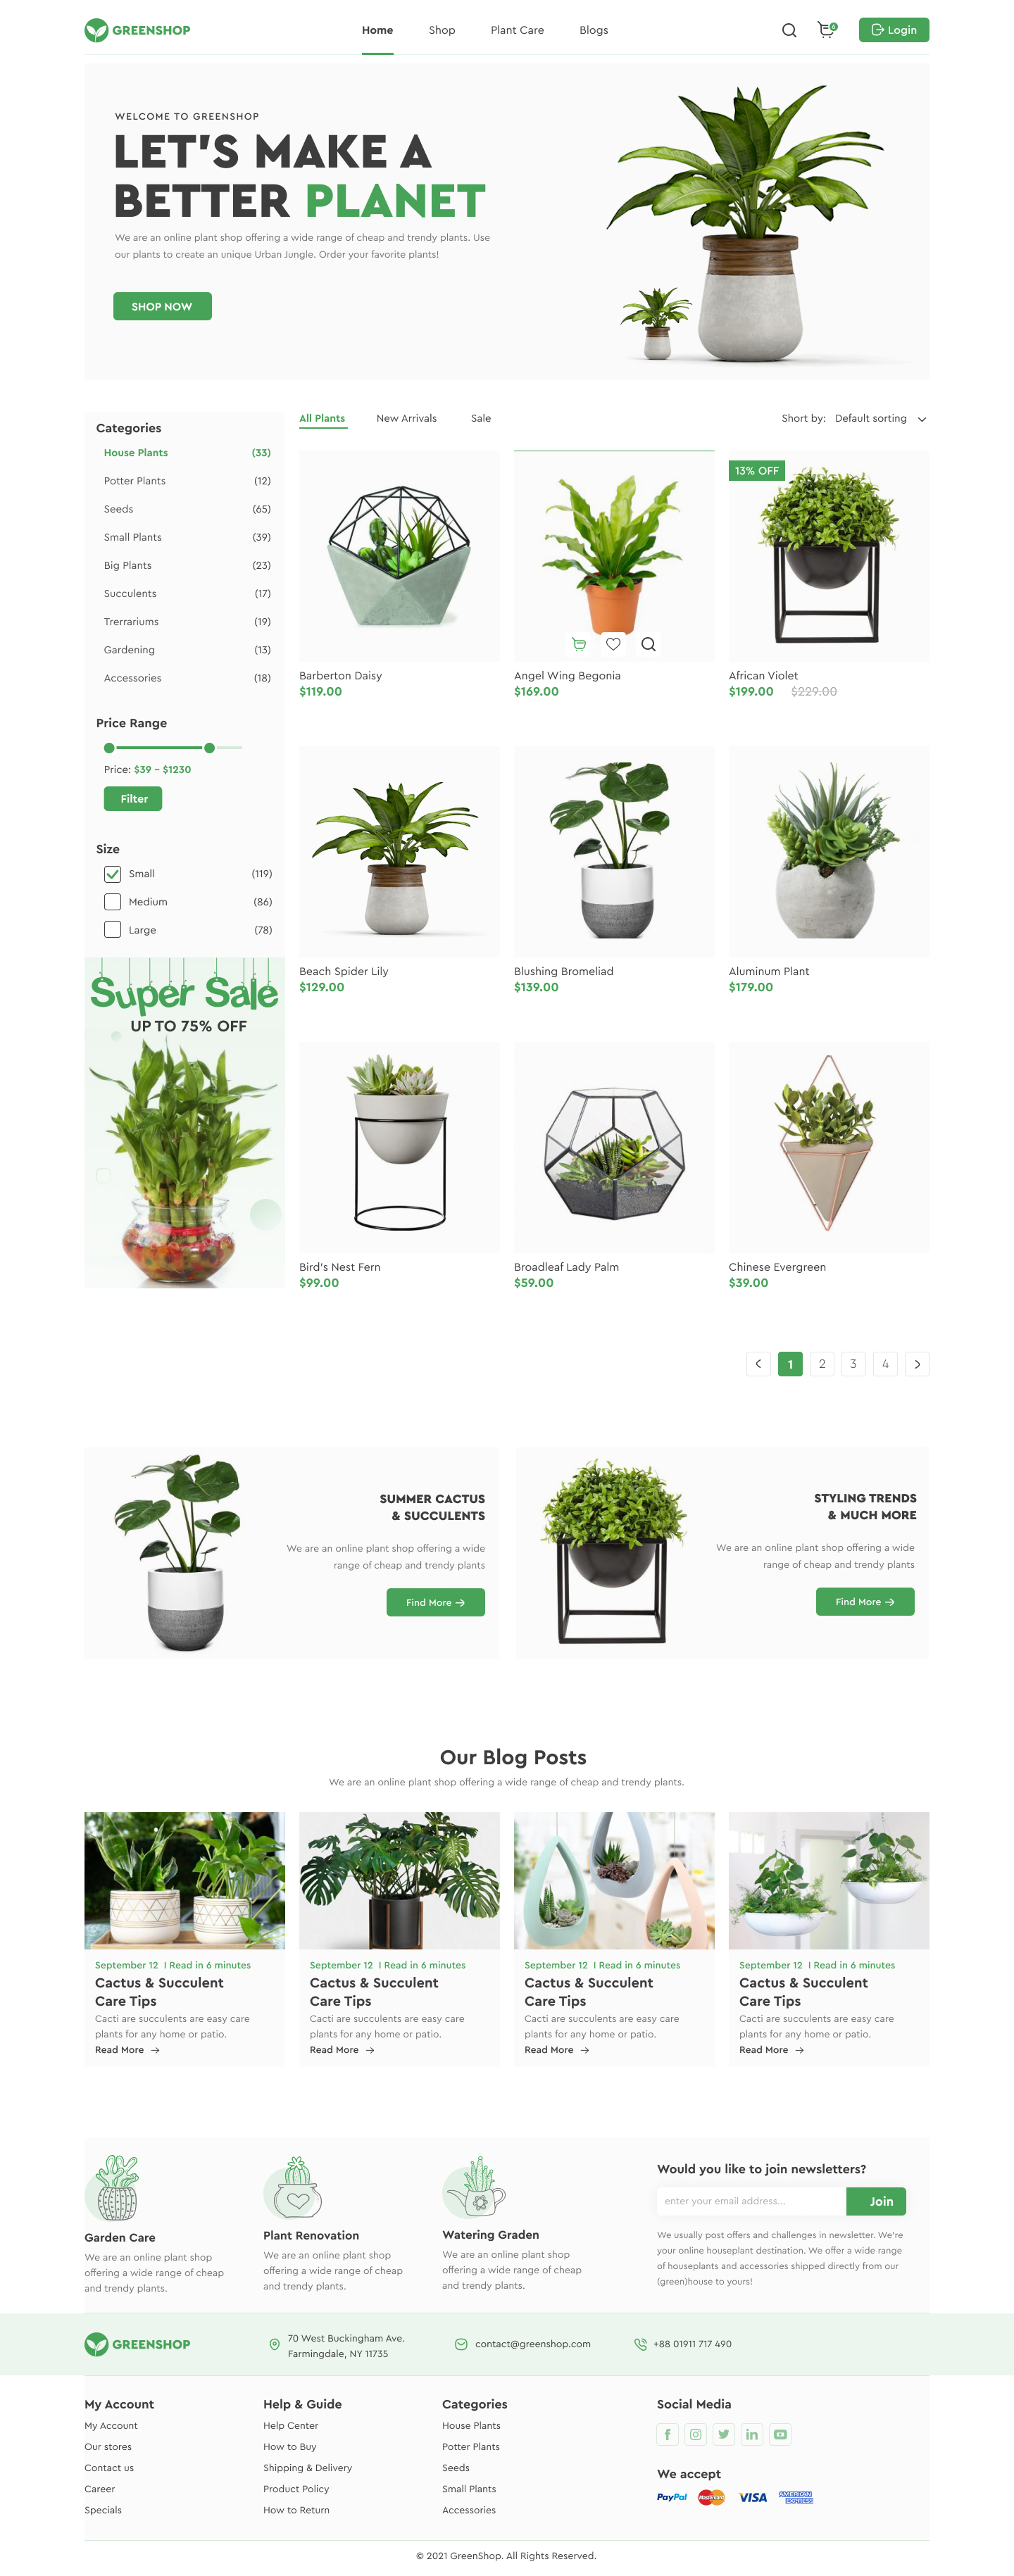 GREENSHOP
Home
Shop
Plant Care
Blogs
6
Login
WELCOME TO GREENSHOP
LET'S MAKE A
BETTER PLANET
We are an online plant shop offering a wide range of cheap and trendy plants. Use
our plants to create an unique Urban Jungle. Order your favorite plants!
SHOP NOW
Categories
House Plants (33)
Potter Plants (12)
Seeds (65)
Small Plants (39)
Big Plants (23)
Succulents (17)
Trerrariums (19)
Gardening (13)
Accessories (18)
Price Range
Price: $39 - $1230
Filter
Size
Small (119)
Medium (86)
Large (78)
Super Sale
UP TO 75% OFF
All Plants
New Arrivals
Sale
Short by: Default sorting
Barberton Daisy
$119.00
Angel Wing Begonia
$169.00
13% OFF
African Violet
$199.00 $229.00
Beach Spider Lily
$129.00
Blushing Bromeliad
$139.00
Aluminum Plant
$179.00
Bird's Nest Fern
$99.00
Broadleaf Lady Palm
$59.00
Chinese Evergreen
$39.00
1
2
3
4
SUMMER CACTUS
& SUCCULENTS
We are an online plant shop offering a wide
range of cheap and trendy plants
Find More
STYLING TRENDS
& MUCH MORE
We are an online plant shop offering a wide
range of cheap and trendy plants
Find More
Our Blog Posts
We are an online plant shop offering a wide range of cheap and trendy plants.
September 12 I Read in 6 minutes
Cactus & Succulent
Care Tips
Cacti are succulents are easy care
plants for any home or patio.
Read More
September 12 I Read in 6 minutes
Cactus & Succulent
Care Tips
Cacti are succulents are easy care
plants for any home or patio.
Read More
September 12 I Read in 6 minutes
Cactus & Succulent
Care Tips
Cacti are succulents are easy care
plants for any home or patio.
Read More
September 12 I Read in 6 minutes
Cactus & Succulent
Care Tips
Cacti are succulents are easy care
plants for any home or patio.
Read More
Garden Care
We are an online plant shop
offering a wide range of cheap
and trendy plants.
Plant Renovation
We are an online plant shop
offering a wide range of cheap
and trendy plants.
Watering Graden
We are an online plant shop
offering a wide range of cheap
and trendy plants.
Would you like to join newsletters?
enter your email address...
Join
We usually post offers and challenges in newsletter. We're
your online houseplant destination. We offer a wide range
of houseplants and accessories shipped directly from our
(green)house to yours!
GREENSHOP
70 West Buckingham Ave.
Farmingdale, NY 11735
contact@greenshop.com
+88 01911 717 490
My Account
My Account
Our stores
Contact us
Career
Specials
Help & Guide
Help Center
How to Buy
Shipping & Delivery
Product Policy
How to Return
Categories
House Plants
Potter Plants
Seeds
Small Plants
Accessories
Social Media
f
in
We accept
PayPal
MasterCard
VISA
AMERICAN
EXPRESS
© 2021 GreenShop. All Rights Reserved.